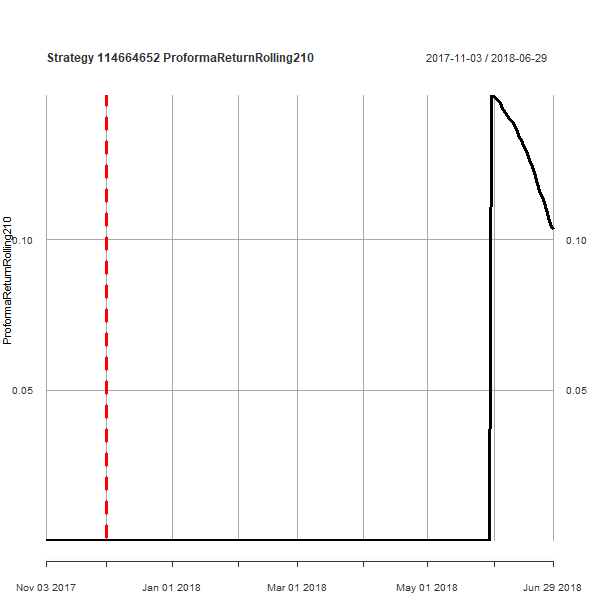 Strategy 114664652 ProformaReturnRolling210
2017-11-03 / 2018-06-29
ProformaReturnRolling210
0.10
0.10
0.05
0.05
Nov 03 2017
Jan 01 2018
Mar 01 2018
May 01 2018
Jun 29 2018